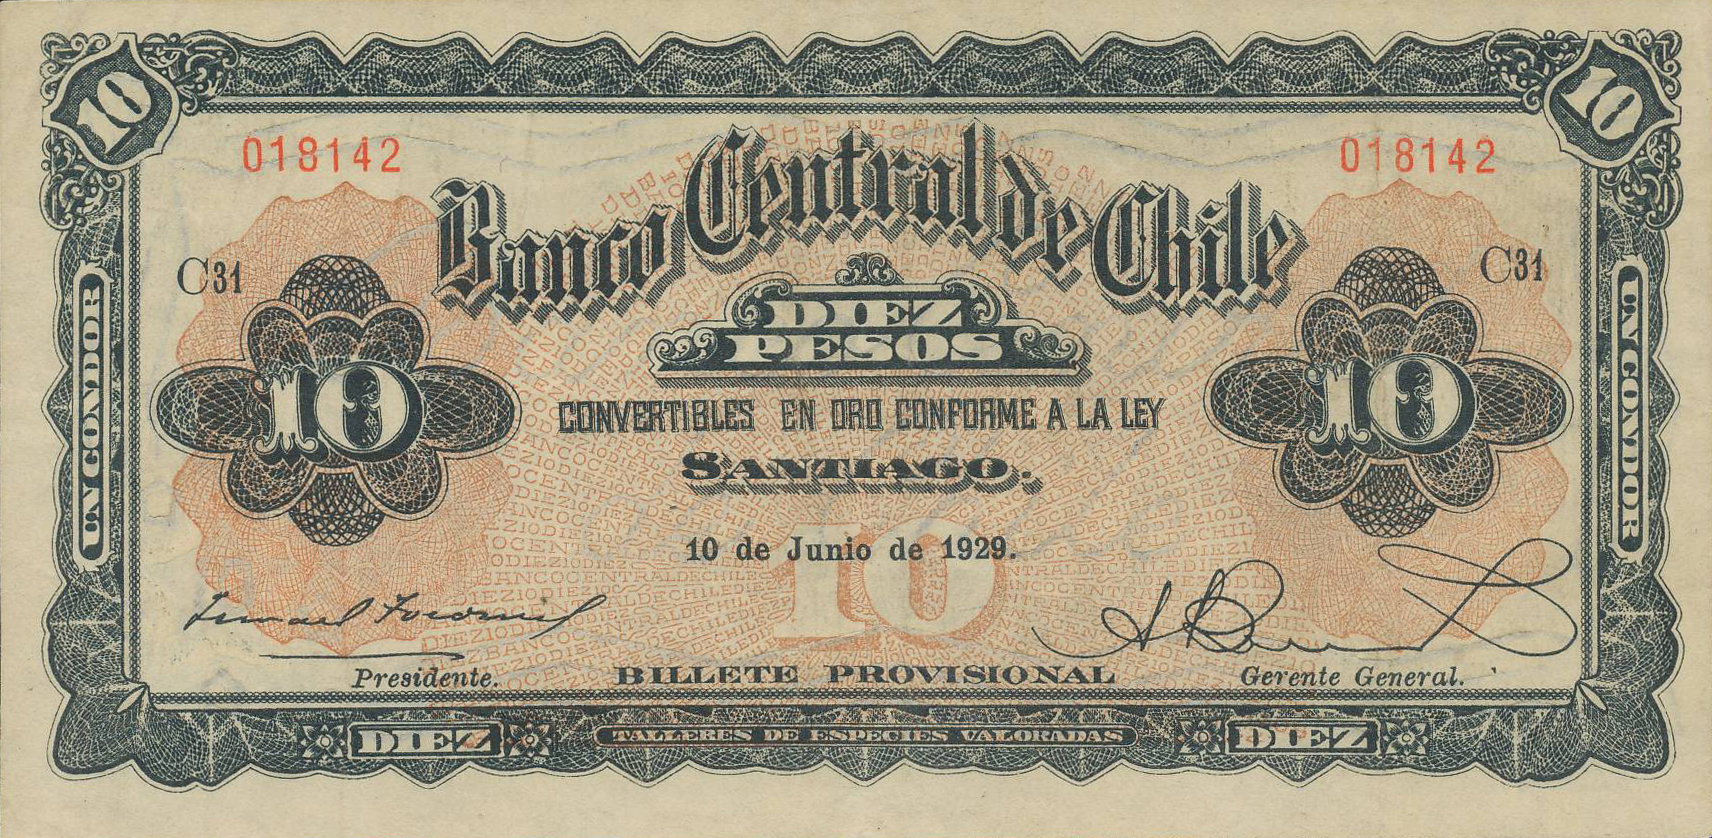 10
10
018142
018142
Banco Central de Chile
C31
C31
DIEZ
PESOS
UN CONDOR
UN CONDOR
10
10
CONVERTIBLES EN ORO CONFORME A LA LEY
SANTIAGO.
10 de Junio de 1929.
10
Presidente.
BILLETE PROVISIONAL
Gerente General.
DIEZ
TALLERES DE ESPECIES VALORADAS
DIEZ